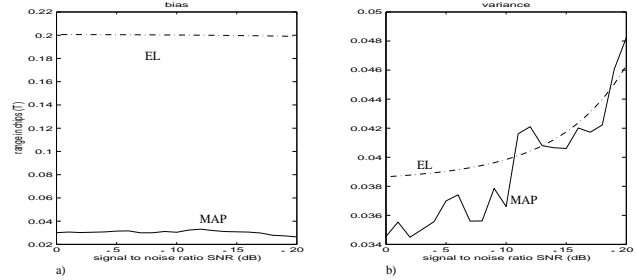 bias
0.22
0.2
0.18
0.16
0.14
0.12
0.1
0.08
0.06
0.04
0.02
range in chips (T)
EL
MAP
0
- 5
- 10
- 15
- 20
signal to noise ratio SNR (dB)
a)
variance
0.05
0.048
0.046
0.044
0.042
0.04
0.038
0.036
0.034
EL
MAP
0
- 5
- 10
- 15
- 20
signal to noise ratio SNR (dB)
b)